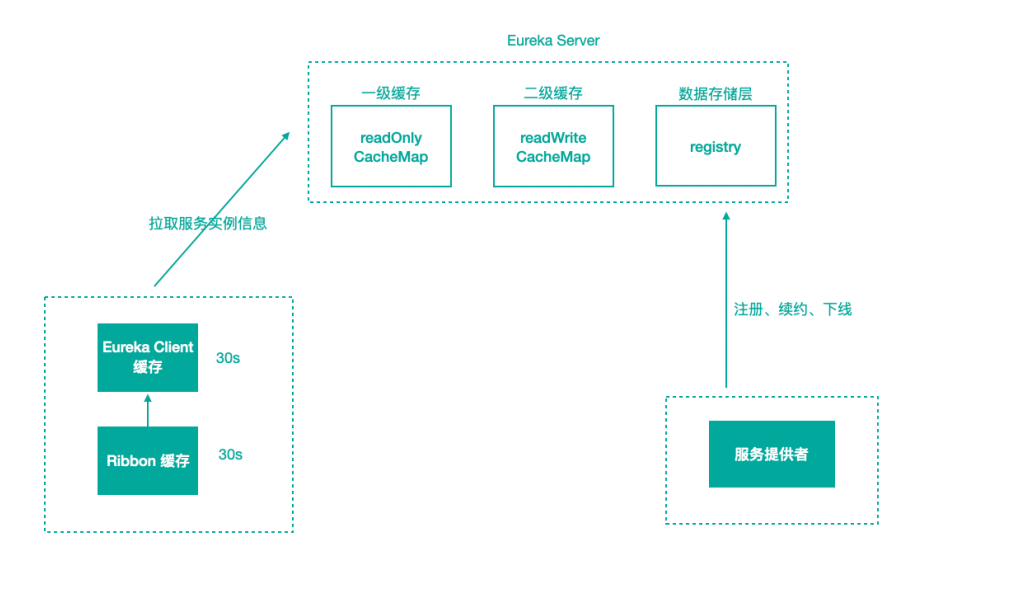 Eureka Server
一级缓存
二级缓存
数据存储层
readOnly
CacheMap
readWrite
CacheMap
registry
拉取服务实例信息
注册、续约、下线
Eureka Client
缓存
30s
Ribbon 缓存
30s
服务提供者